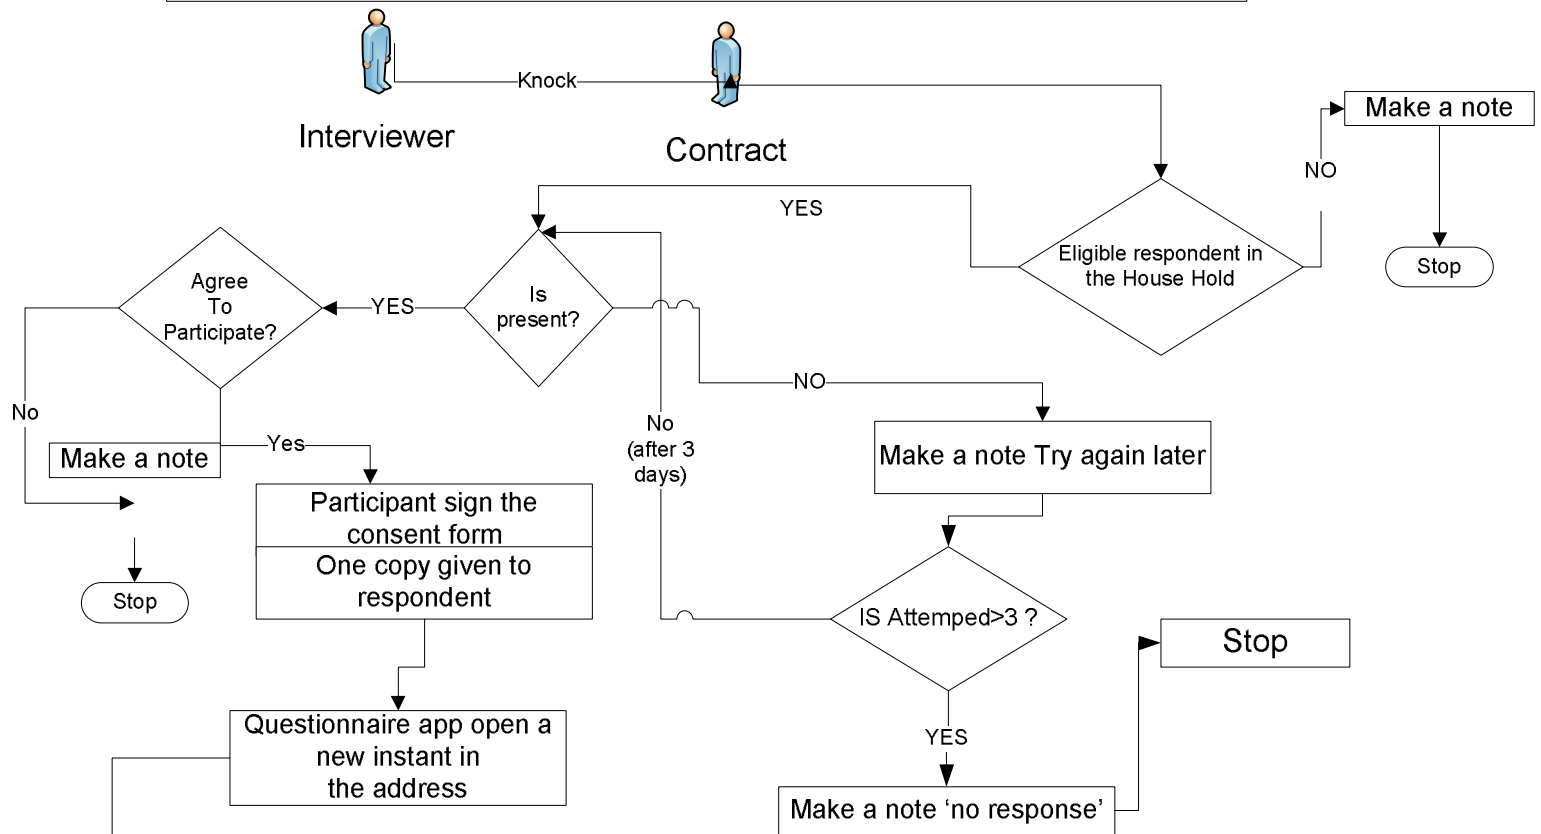 Knock
Interviewer
Contract
Make a note
NO
Stop
Eligible respondent in
the House Hold
YES
Is
present?
YES
Agree
To
Participate?
No
Make a note
Stop
Yes
Participant sign the
consent form
One copy given to
respondent
Questionnaire app open a
new instant in
the address
NO
Make a note Try again later
No
(after 3
days)
IS Attemped>3 ?
YES
Make a note ‘no response’
Stop